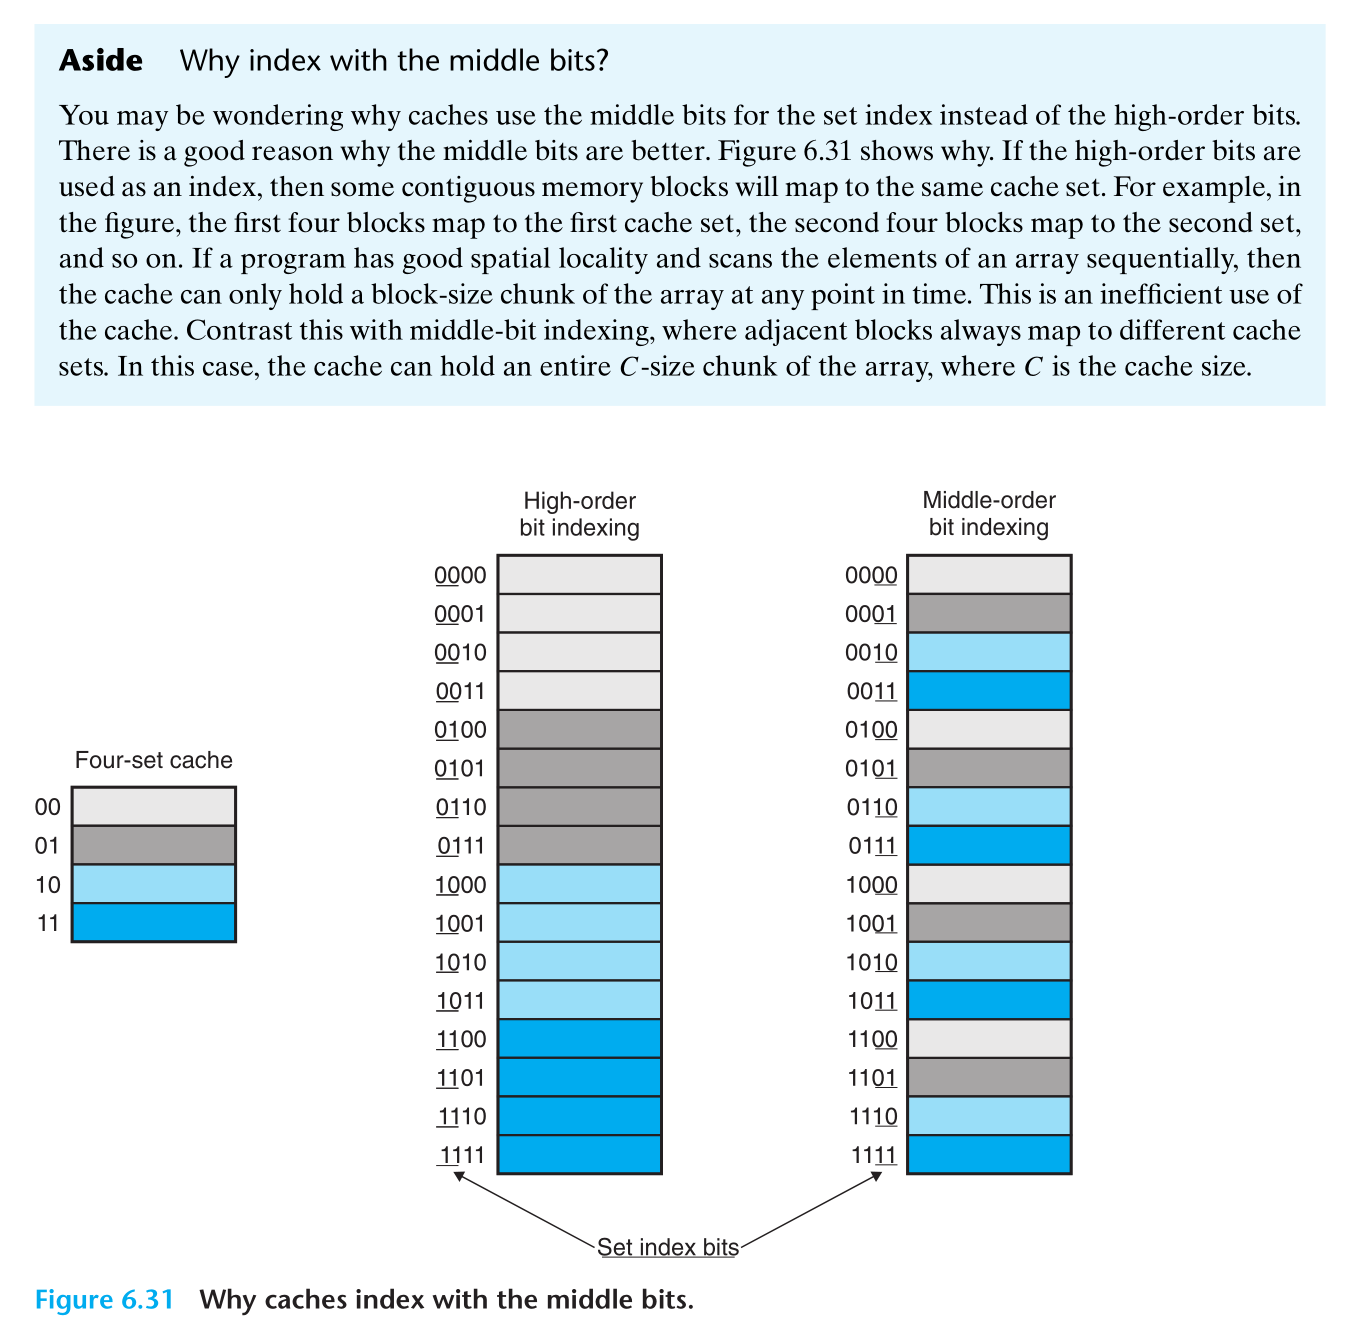 Aside Why index with the middle bits?
You may be wondering why caches use the middle bits for the set index instead of the high-order bits.
There is a good reason why the middle bits are better. Figure 6.31 shows why. If the high-order bits are
used as an index, then some contiguous memory blocks will map to the same cache set. For example, in
the figure, the first four blocks map to the first cache set, the second four blocks map to the second set,
and so on. If a program has good spatial locality and scans the elements of an array sequentially, then
the cache can only hold a block-size chunk of the array at any point in time. This is an inefficient use of
the cache. Contrast this with middle-bit indexing, where adjacent blocks always map to different cache
sets. In this case, the cache can hold an entire C-size chunk of the array, where C is the cache size.
Four-set cache
00
01
10
11
High-order
bit indexing
0000
0001
0010
0011
0100
0101
0110
0111
1000
1001
1010
1011
1100
1101
1110
1111
Middle-order
bit indexing
0000
0001
0010
0011
0100
0101
0110
0111
1000
1001
1010
1011
1100
1101
1110
1111
Set index bits
Figure 6.31 Why caches index with the middle bits.